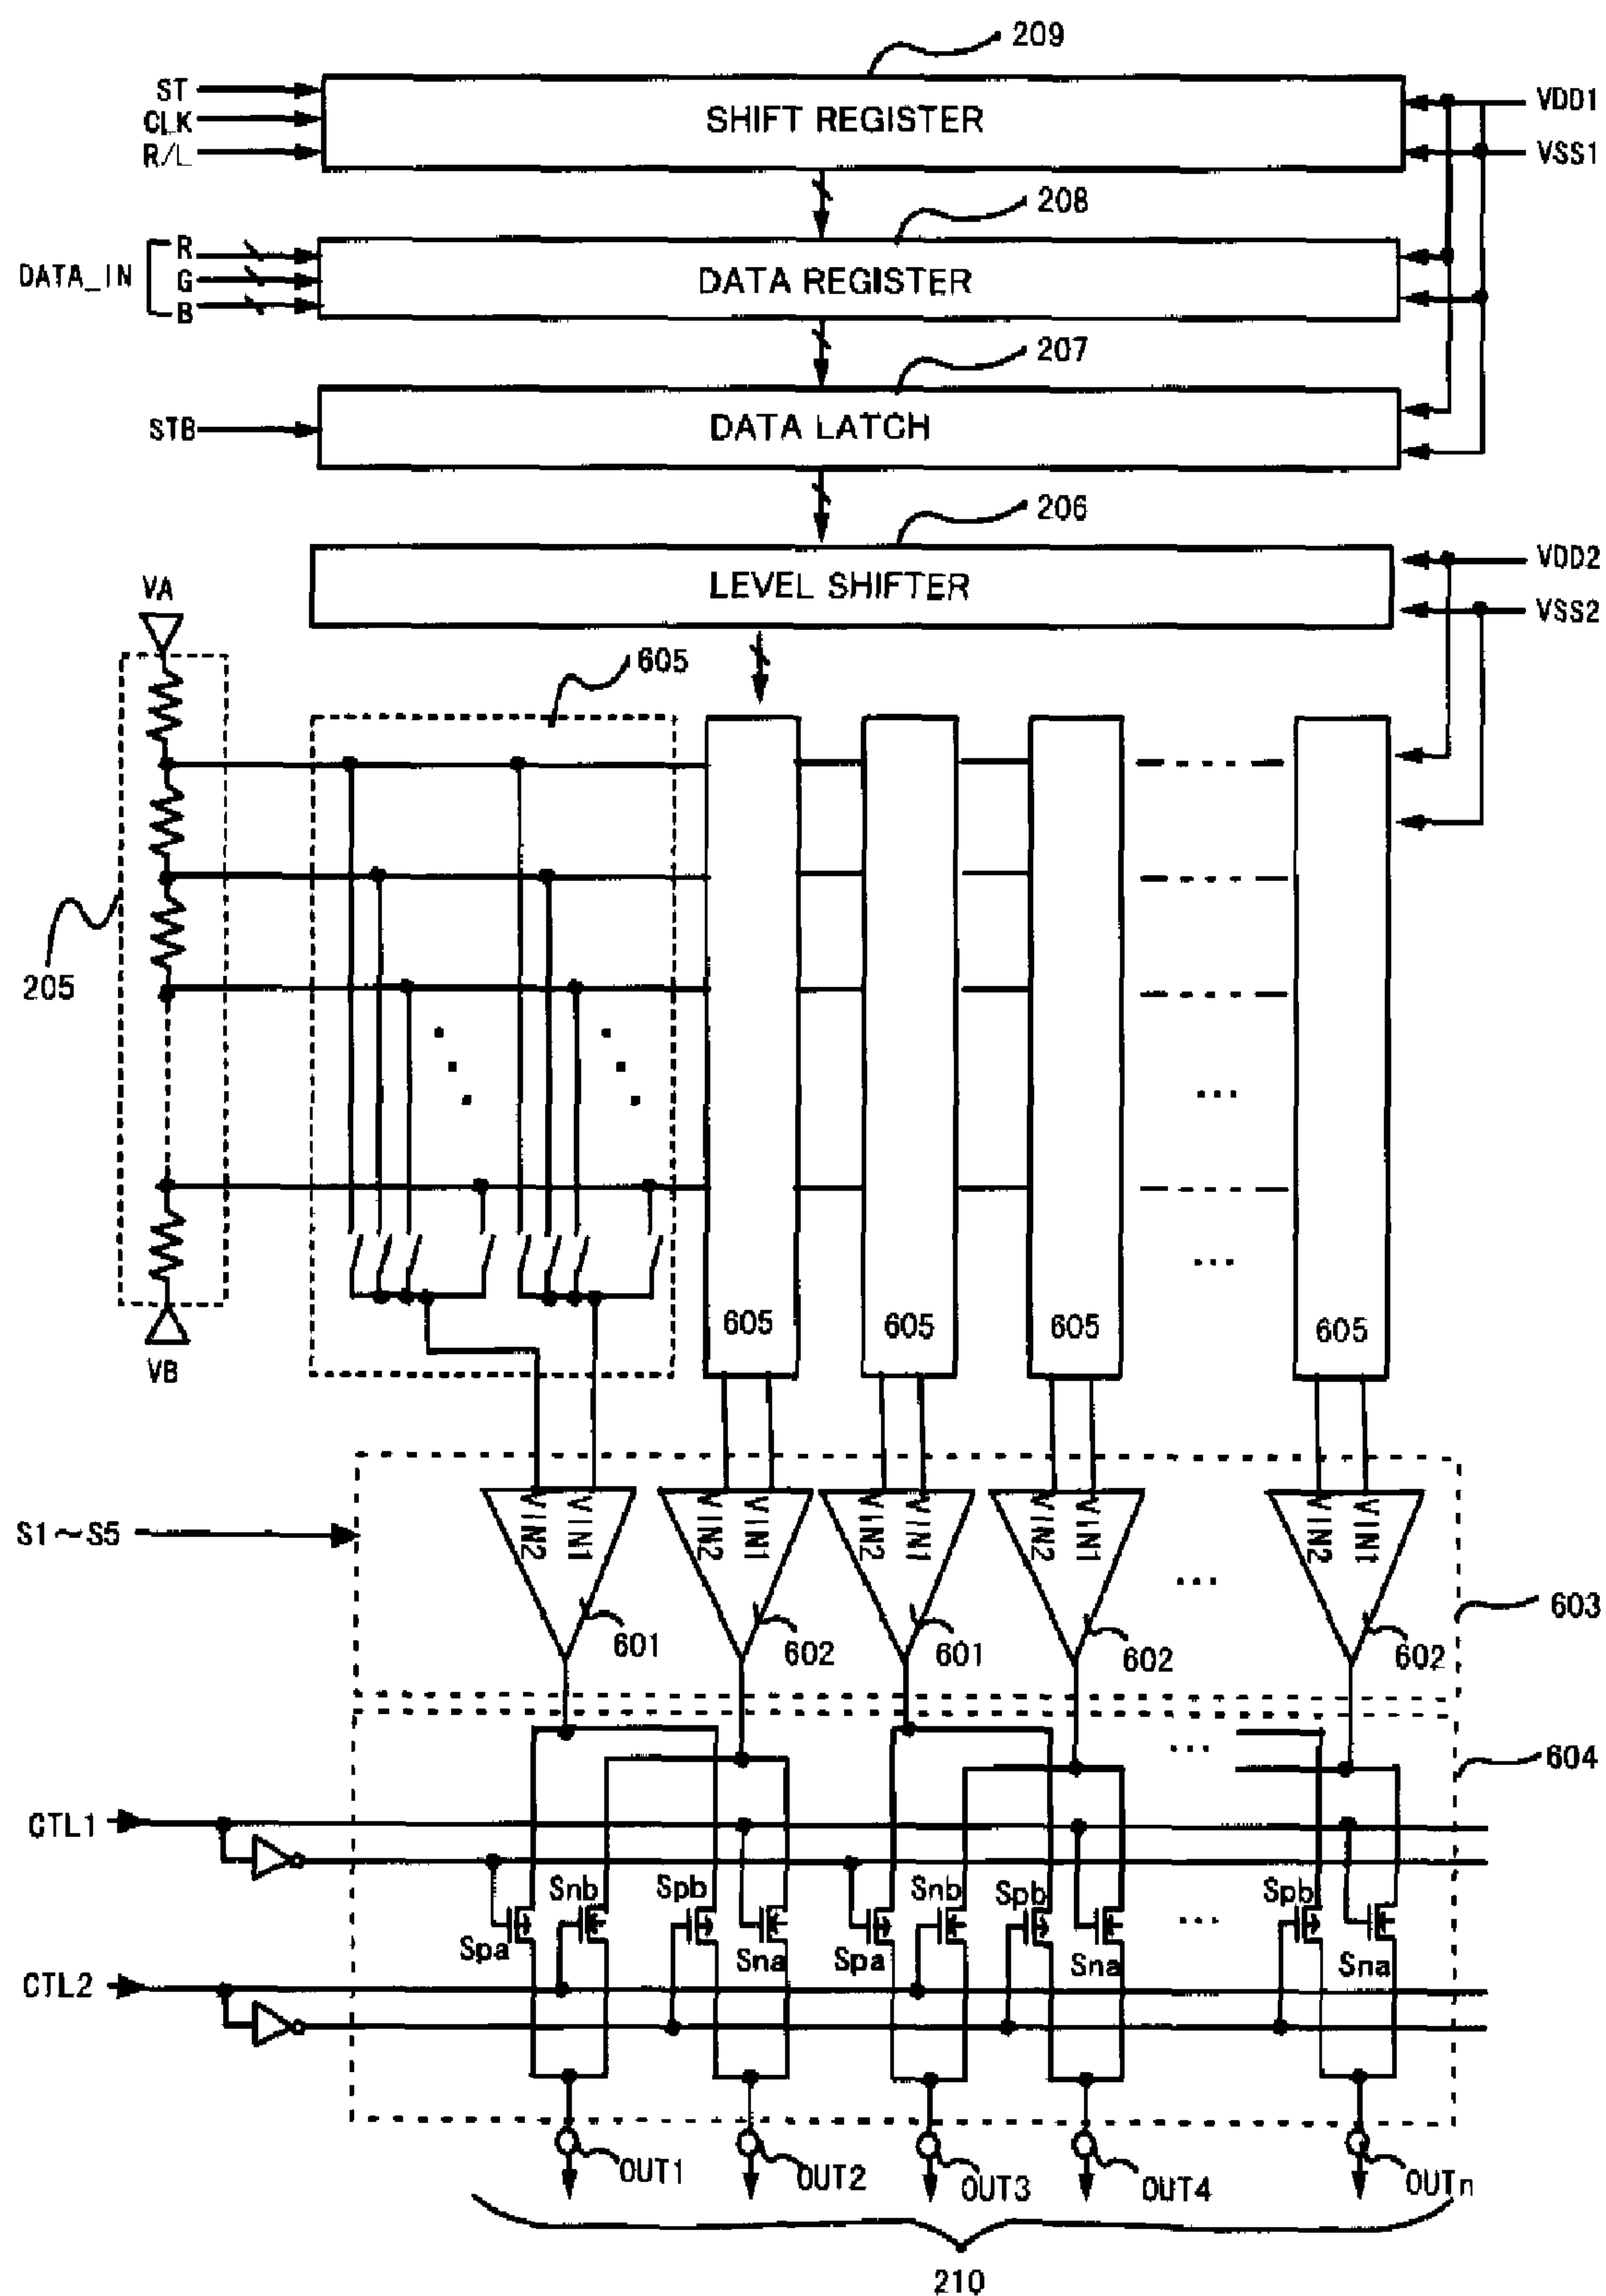 209
ST
CLK
R/L
SHIFT REGISTER
VDD1
VSS1
208
DATA_IN
R
G
B
DATA REGISTER
207
STB
DATA LATCH
206
LEVEL SHIFTER
VDD2
VSS2
VA
605
205
VB
605
605
605
605
S1~S5
VIN2
VIN1
VIN2
VIN1
VIN2
VIN1
VIN2
VIN1
VIN2
VIN1
...
601
602
601
602
602
603
604
CTL1
Snb
Spb
Snb
Spb
Spb
Spa
Sna
Spa
Sna
Sna
CTL2
OUT1
OUT2
OUT3
OUT4
OUTn
210